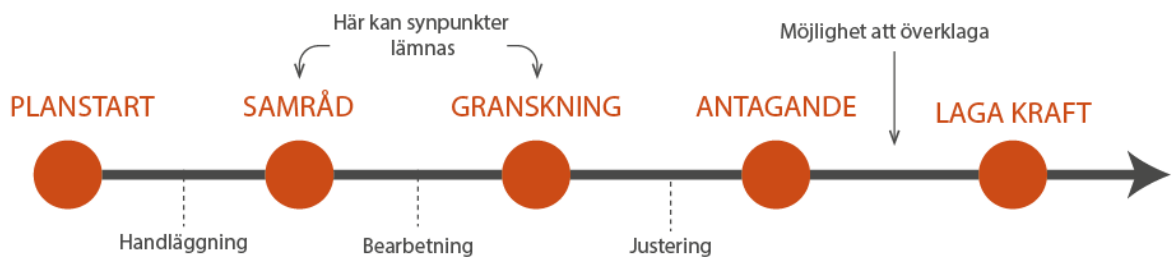 Här kan synpunkter
lämnas
Möjlighet att överklaga
PLANSTART
SAMRÅD
GRANSKNING
ANTAGANDE
LAGA KRAFT
Handläggning
Bearbetning
Justering